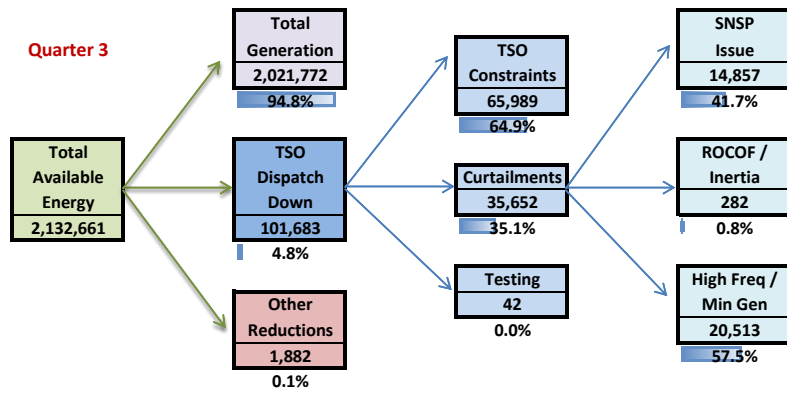 Quarter 3
Total
Available
Energy
2,132,661
Total
Generation
2,021,772
94.8%
TSO
Dispatch
Down
101,683
4.8%
Other
Reductions
1,882
0.1%
TSO
Constraints
65,989
64.9%
Curtailments
35,652
35.1%
Testing
42
0.0%
SNSP
Issue
14,857
41.7%
ROCOF /
Inertia
282
0.8%
High Freq /
Min Gen
20,513
57.5%